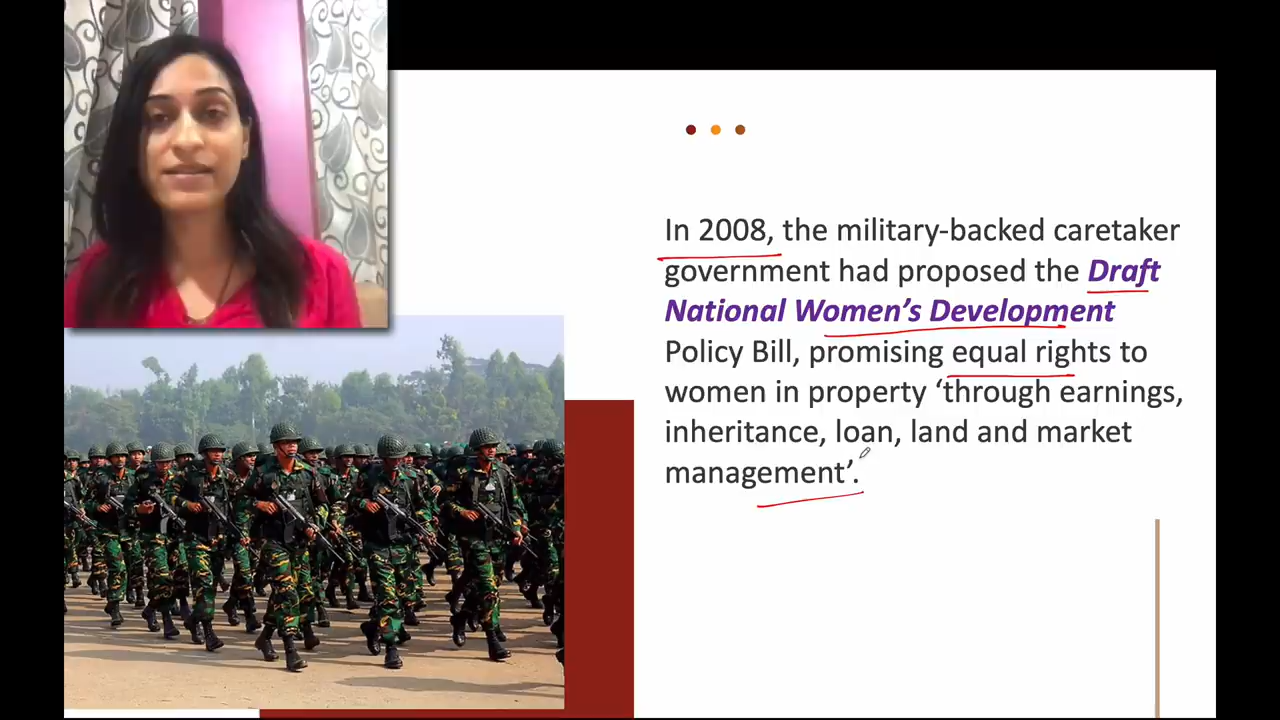 In 2008, the military-backed caretaker
government had proposed the Draft
National Women’s Development
Policy Bill, promising equal rights to
women in property ‘through earnings,
inheritance, loan, land and market
management’.